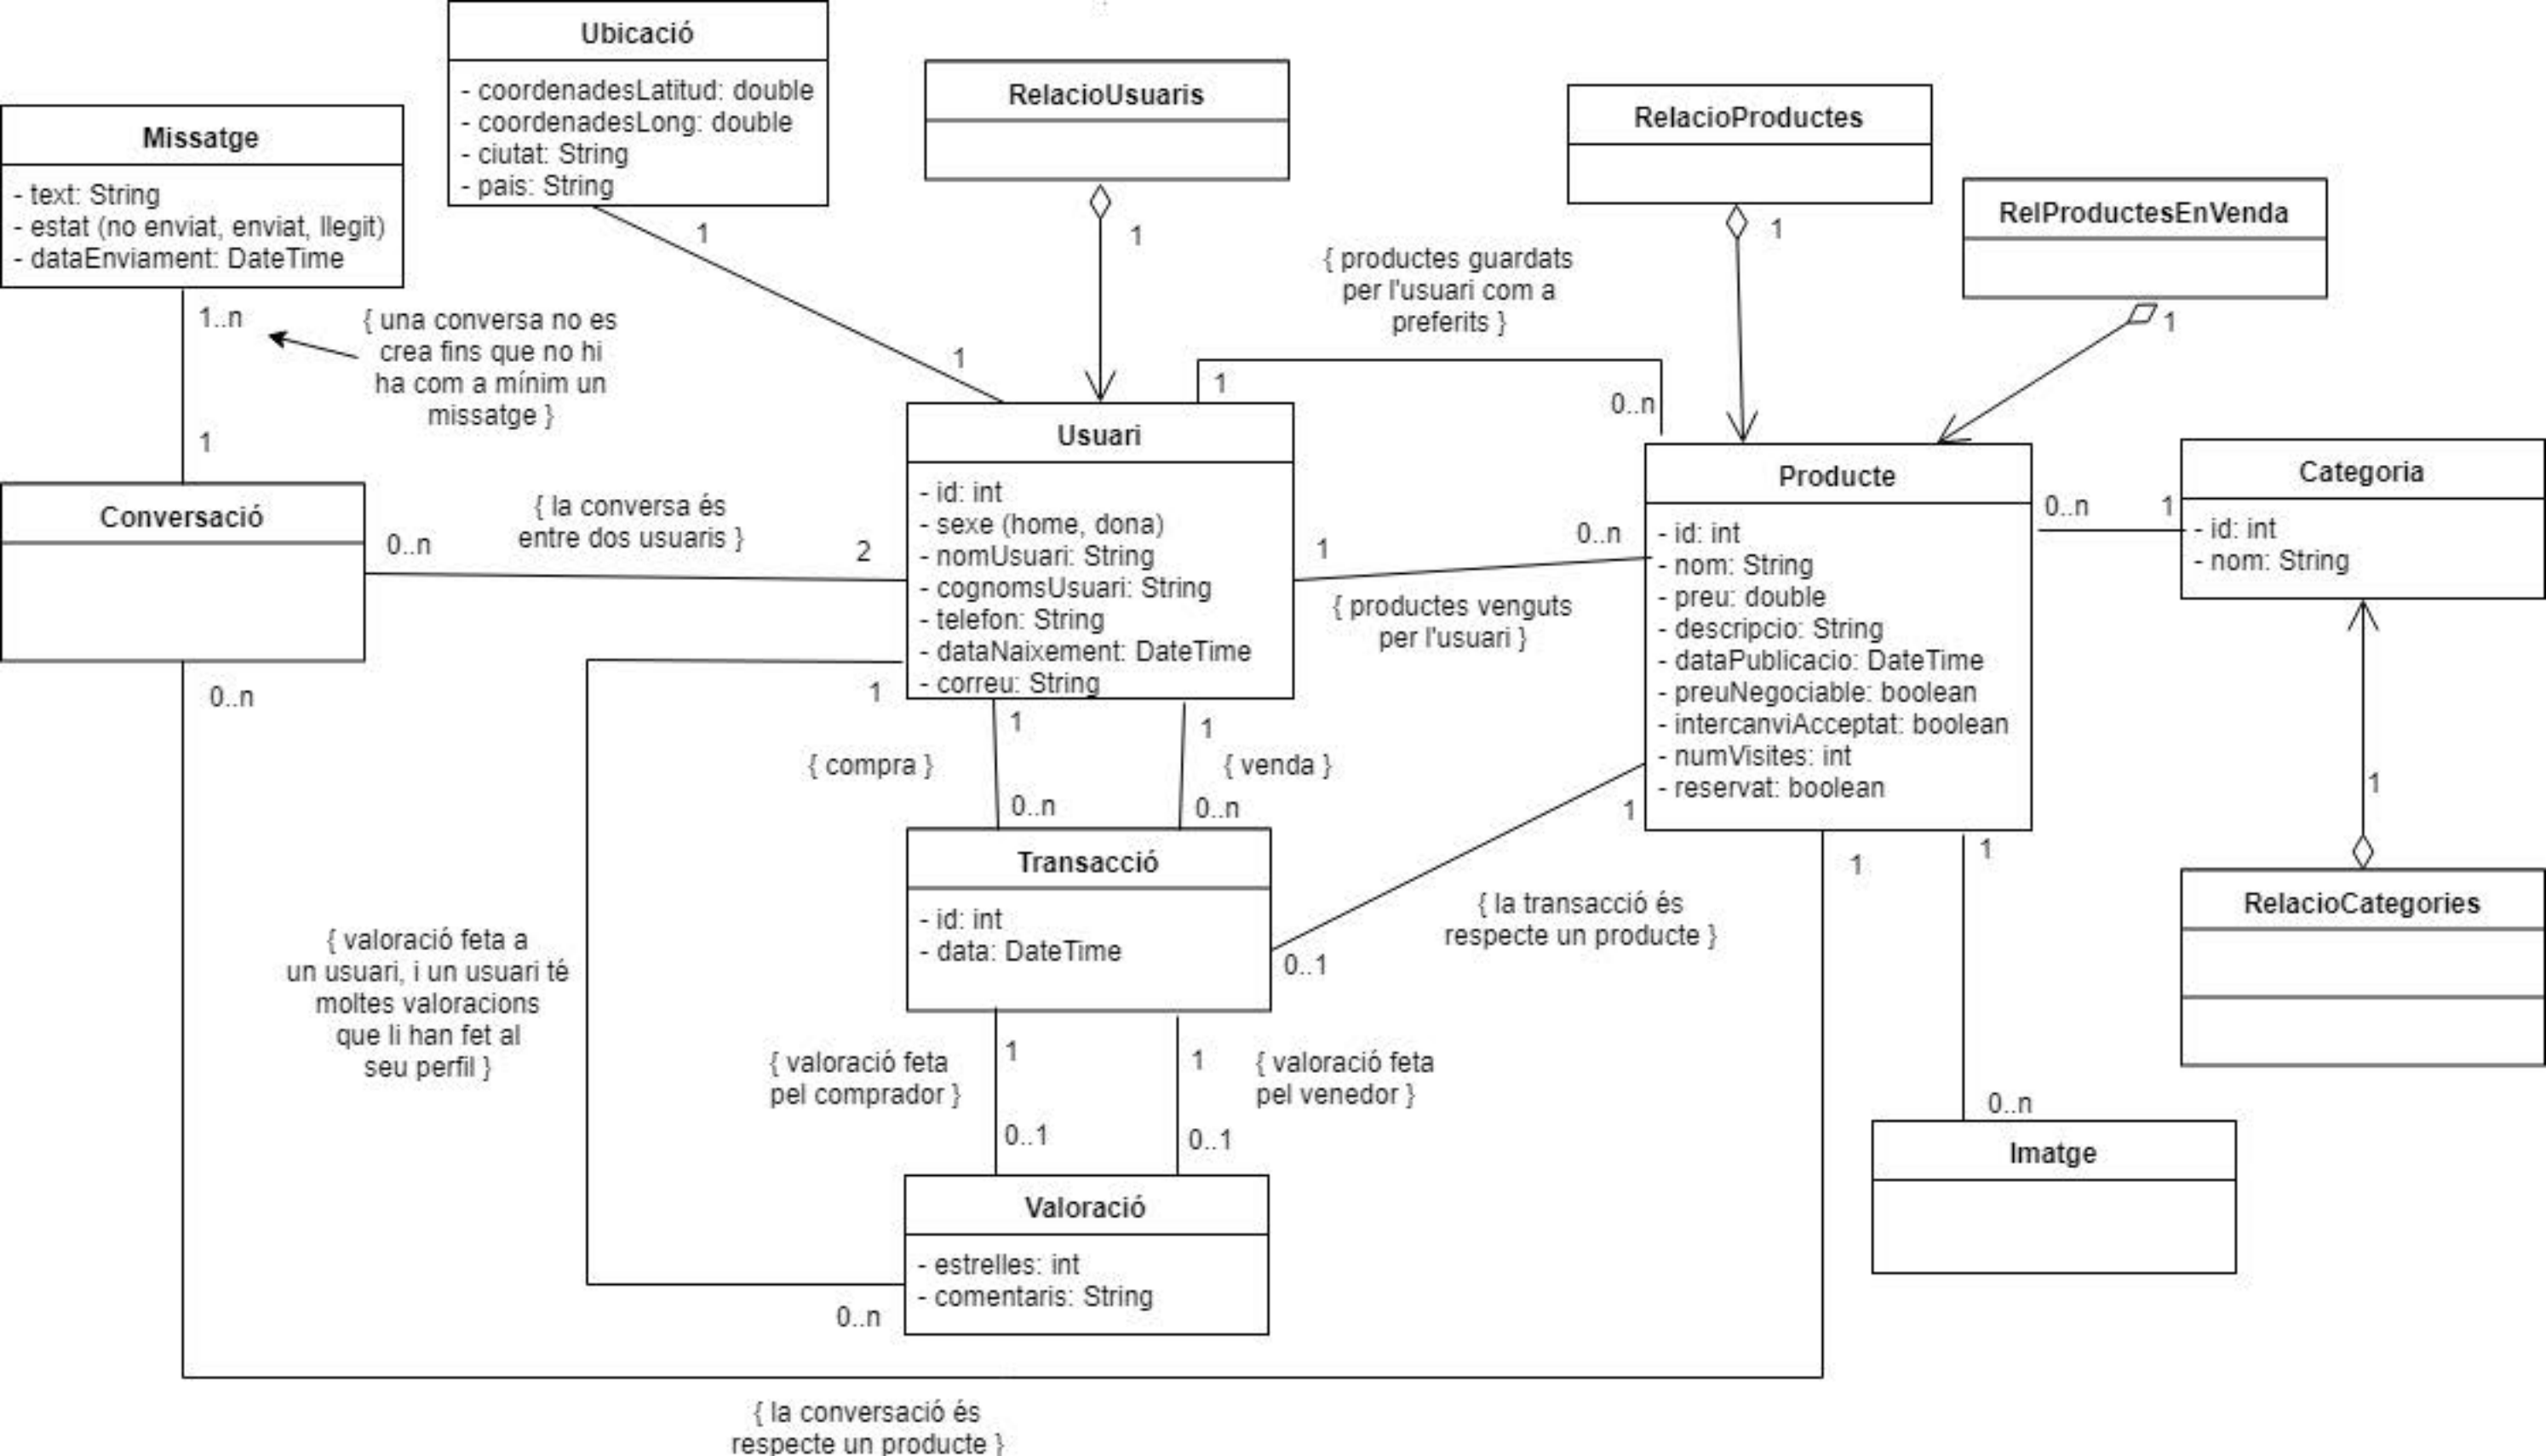 Ubicació
- coordenadesLatitud: double
- coordenadesLong: double
- ciutat: String
- pais: String
RelacioUsuaris
RelacioProductes
RelProductesEnVenda
Missatge
- text: String
- estat (no enviat, enviat, llegit)
- dataEnviament: DateTime
1
1
1
1
{ productes guardats
per l'usuari com a
preferits }
1..n
{ una conversa no es
crea fins que no hi
ha com a mínim un
missatge }
1
1
1
0..n
Conversació
0..n
{ la conversa és
entre dos usuaris }
2
Usuari
- id: int
- sexe (home, dona)
- nomUsuari: String
- cognomsUsuari: String
- telefon: String
- dataNaixement: DateTime
- correu: String
1
0..n
{ productes venguts
per l'usuari }
Producte
- id: int
- nom: String
- preu: double
- descripcio: String
- dataPublicacio: DateTime
- preuNegociable: boolean
- intercanviAcceptat: boolean
- numVisites: int
- reservat: boolean
0..n
1
Categoria
- id: int
- nom: String
0..n
1
1
1
{ compra }
{ venda }
0..n
0..n
1
1
1
1
Transacció
- id: int
- data: DateTime
0..1
{ la transacció és
respecte un producte }
RelacioCategories
{ valoració feta a
un usuari, i un usuari té
moltes valoracions
que li han fet al
seu perfil }
{ valoració feta
pel comprador }
1
1
{ valoració feta
pel venedor }
0..1
0..1
0..n
Imatge
Valoració
- estrelles: int
- comentaris: String
0..n
{ la conversació és
respecte un producte }